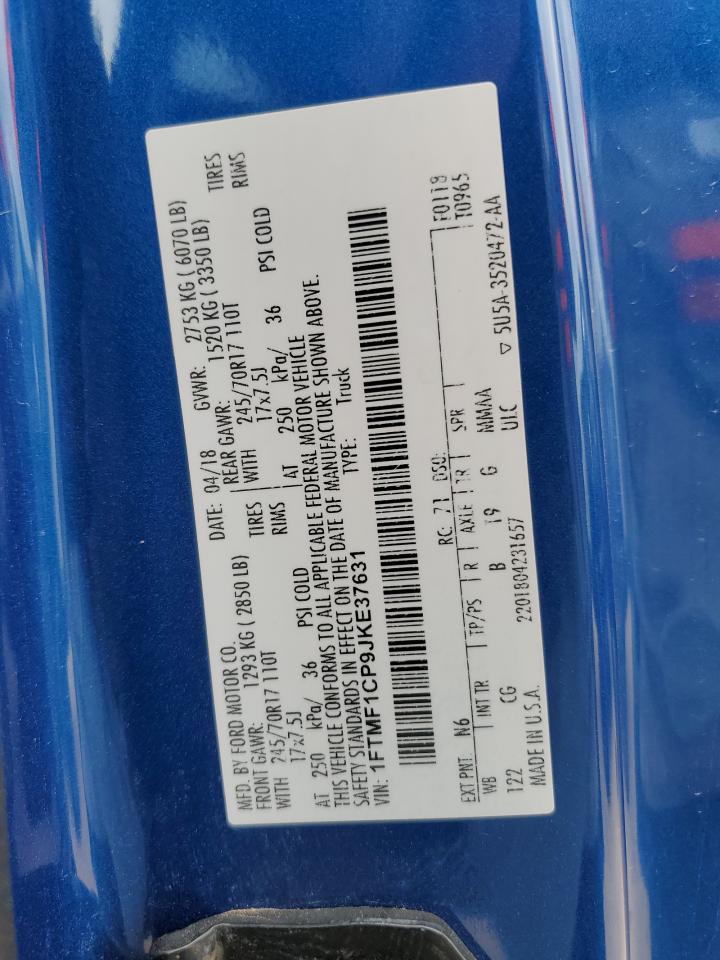 MFD. BY FORD MOTOR CO.
DATE: 04/18 GVWR: 2753 KG ( 6070 LB)
FRONT GAWR: 1293 KG ( 2850 LB) REAR GAWR: 1520 KG ( 3350 LB)
WITH 245/70R17 110T TIRES WITH 245/70R17 110T TIRES
17x7.5J RIMS 17x7.5J RIMS
AT 250 kPa/ 36 PSI COLD AT 250 kPa/ 36 PSI COLD
THIS VEHICLE CONFORMS TO ALL APPLICABLE FEDERAL MOTOR VEHICLE
SAFETY STANDARDS IN EFFECT ON THE DATE OF MANUFACTURE SHOWN ABOVE.
VIN: 1FTMF1CP9JKE37631 TYPE: Truck
F0118
T0965
EXT PNT: N6 RC: 71 DSO:
WB INT TR TP/PS R AXLE TR SPR
122 CG B 19 G MIMAA
ULC
MADE IN U.S.A. 2201804231657
▽ 5U5A-3520472-AA